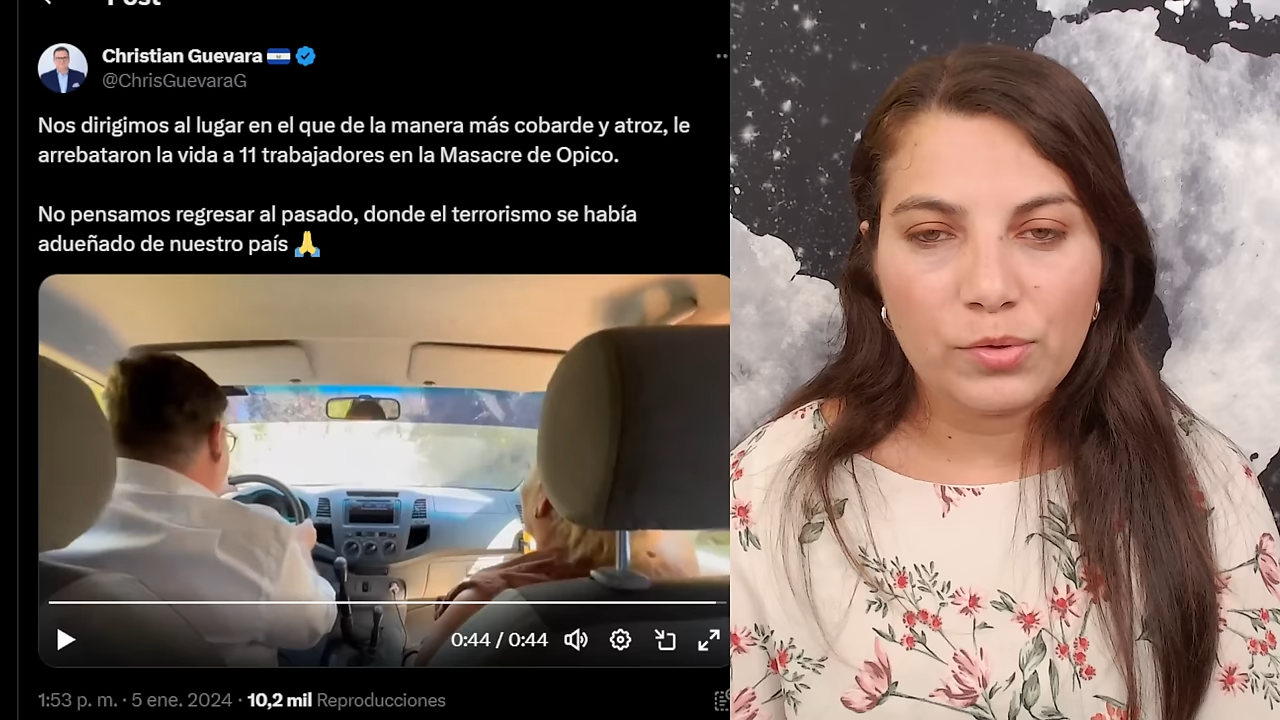 Post
Christian Guevara
@ChrisGuevaraG
Nos dirigimos al lugar en el que de la manera más cobarde y atroz, le
arrebataron la vida a 11 trabajadores en la Masacre de Opico.
No pensamos regresar al pasado, donde el terrorismo se había
adueñado de nuestro país 🙏
0:44 / 0:44
1:53 p. m. · 5 ene. 2024 · 10,2 mil Reproducciones